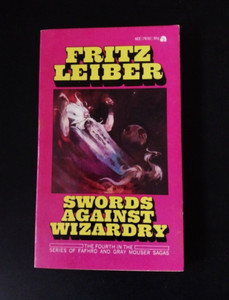 FRITZ
LEIBER
SWORDS
AGAINST
WIZARDRY
THE FOURTH IN THE
SERIES OF FAFHRD AND GRAY MOUSER SAGAS